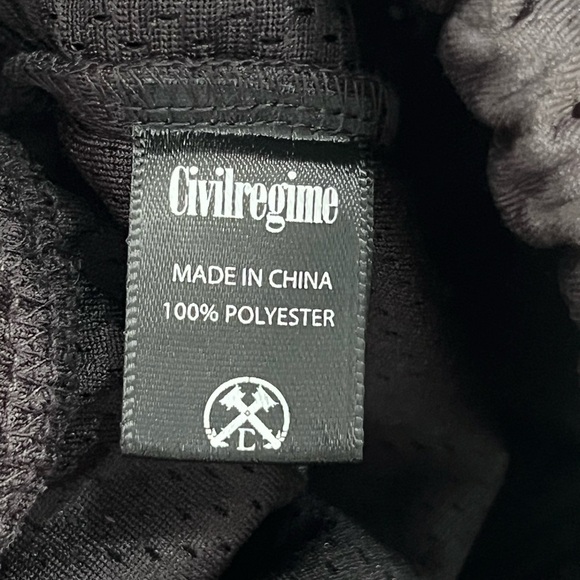 Civilregime
MADE IN CHINA
100% POLYESTER
L